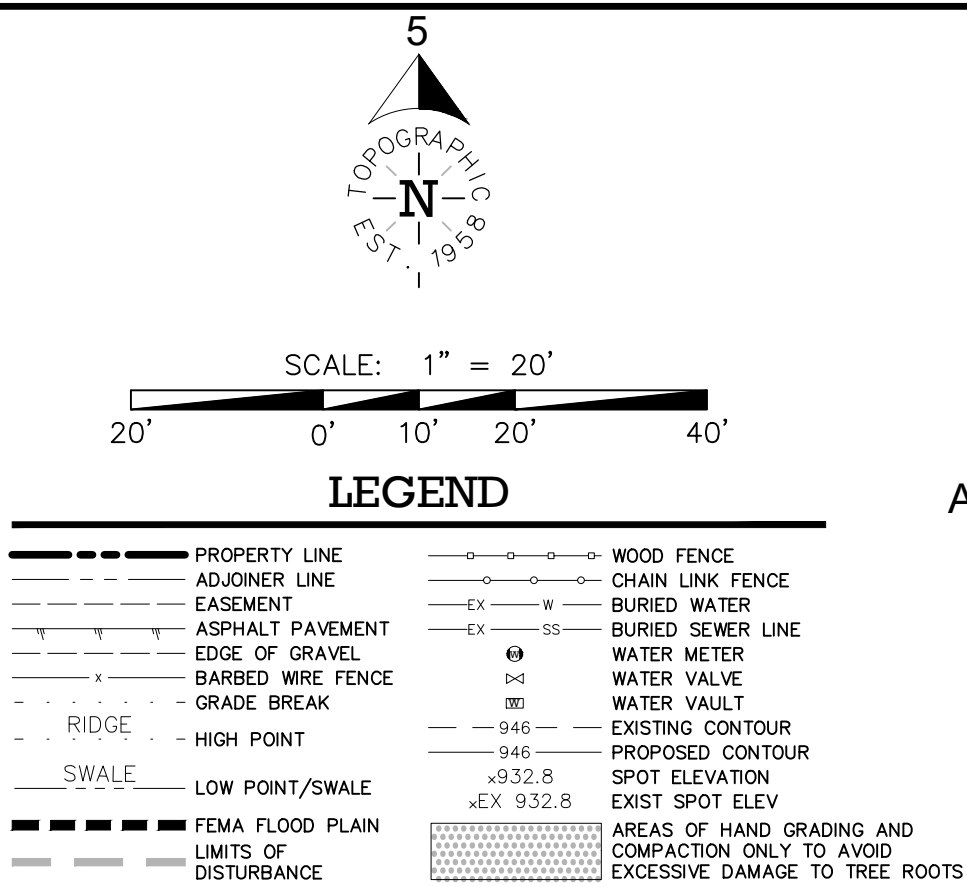 5
TOPOGRAPHIC
N
EST. 1958
SCALE: 1" = 20'
20' 0' 10' 20' 40'
LEGEND
A
PROPERTY LINE
ADJOINER LINE
EASEMENT
ASPHALT PAVEMENT
EDGE OF GRAVEL
x BARBED WIRE FENCE
GRADE BREAK
RIDGE
HIGH POINT
SWALE
LOW POINT/SWALE
FEMA FLOOD PLAIN
LIMITS OF
DISTURBANCE
WOOD FENCE
CHAIN LINK FENCE
EX W BURIED WATER
EX SS BURIED SEWER LINE
W WATER METER
WATER VALVE
W WATER VAULT
946 EXISTING CONTOUR
946 PROPOSED CONTOUR
x932.8 SPOT ELEVATION
xEX 932.8 EXIST SPOT ELEV
AREAS OF HAND GRADING AND
COMPACTION ONLY TO AVOID
EXCESSIVE DAMAGE TO TREE ROOTS